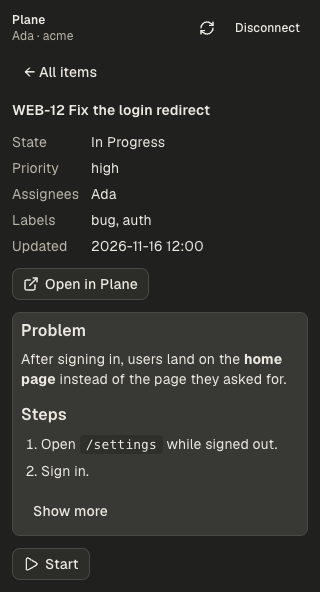 Plane
Ada · acme
Disconnect
← All items
WEB-12 Fix the login redirect
State In Progress
Priority high
Assignees Ada
Labels bug, auth
Updated 2026-11-16 12:00
Open in Plane
Problem
After signing in, users land on the home
page instead of the page they asked for.
Steps
1. Open /settings while signed out.
2. Sign in.
Show more
Start